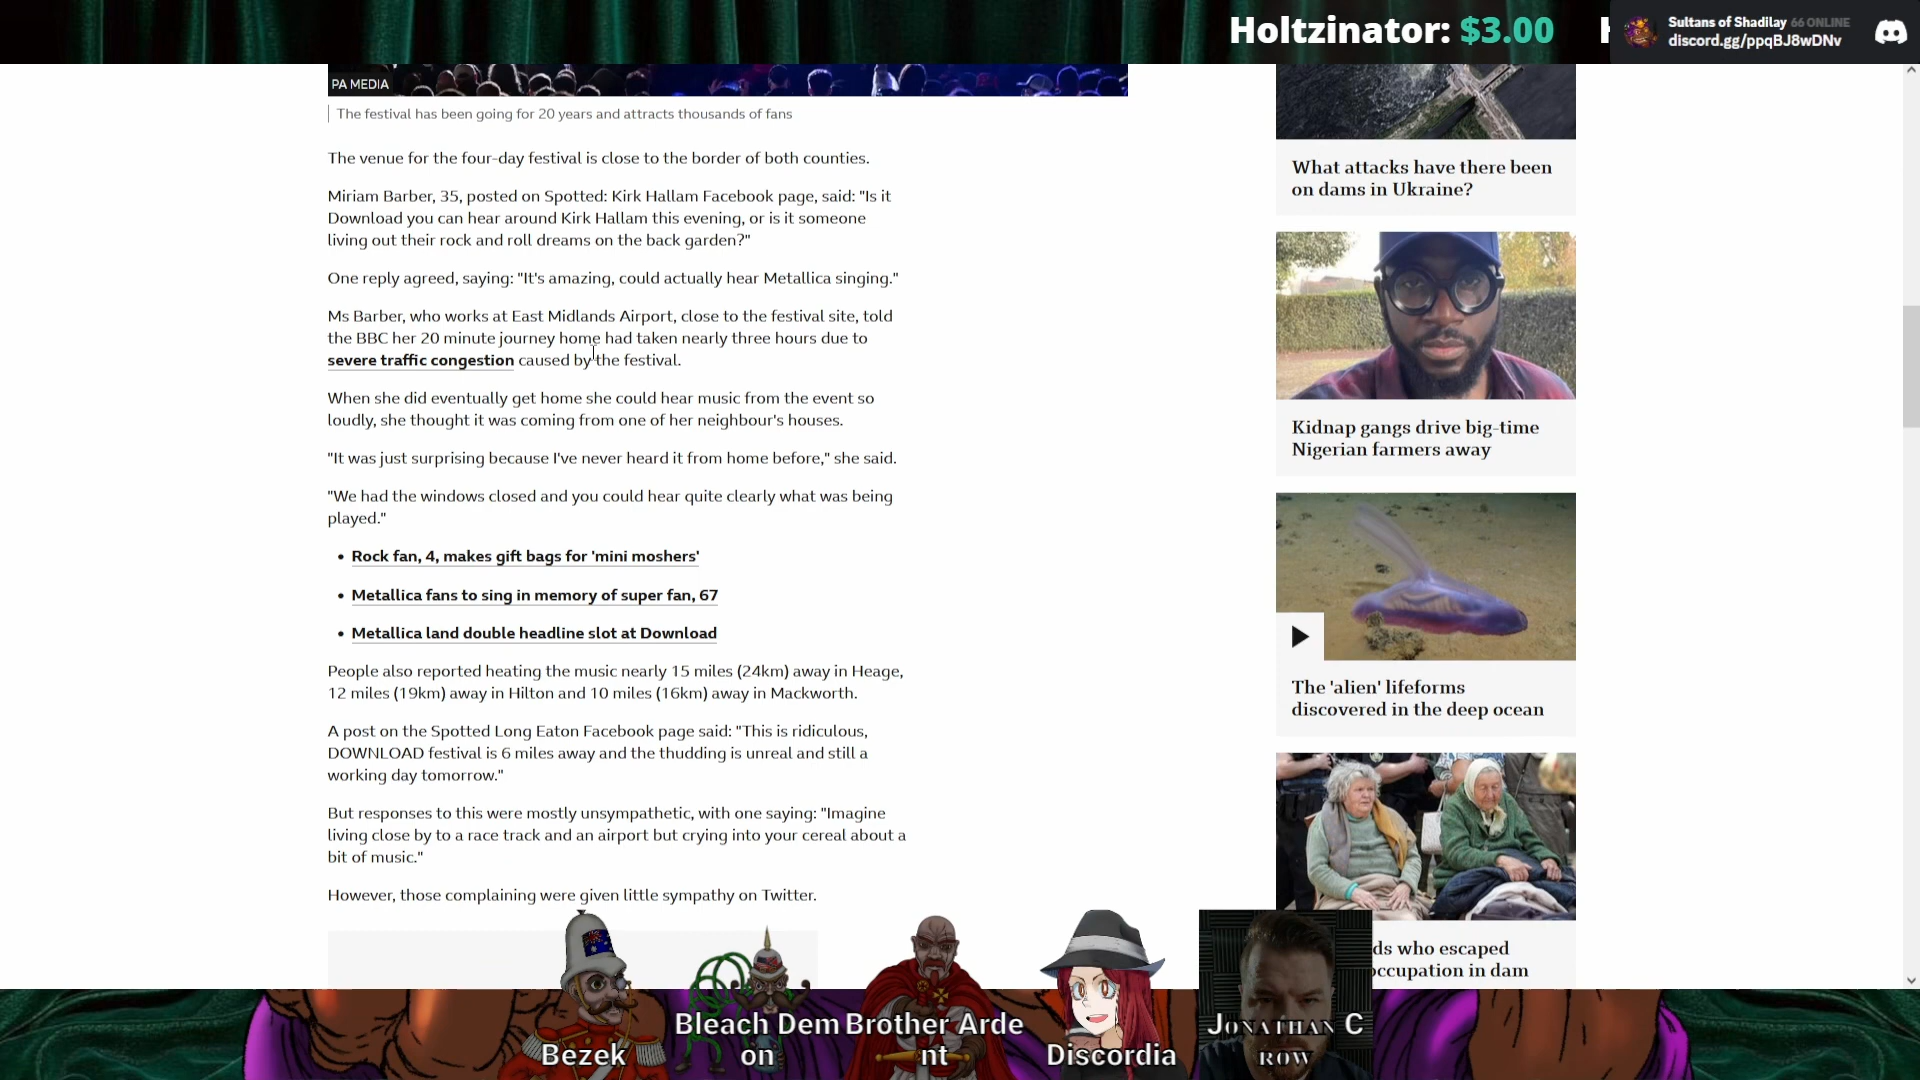 Holtzinator: $3.00
Sultans of Shadilay 66 ONLINE
discord.gg/ppqBJ8wDNv
PA MEDIA
The festival has been going for 20 years and attracts thousands of fans
The venue for the four-day festival is close to the border of both counties.
Miriam Barber, 35, posted on Spotted: Kirk Hallam Facebook page, said: "Is it
Download you can hear around Kirk Hallam this evening, or is it someone
living out their rock and roll dreams on the back garden?"
One reply agreed, saying: "It's amazing, could actually hear Metallica singing."
Ms Barber, who works at East Midlands Airport, close to the festival site, told
the BBC her 20 minute journey home had taken nearly three hours due to
severe traffic congestion caused by the festival.
When she did eventually get home she could hear music from the event so
loudly, she thought it was coming from one of her neighbour's houses.
"It was just surprising because I've never heard it from home before," she said.
"We had the windows closed and you could hear quite clearly what was being
played."
• Rock fan, 4, makes gift bags for 'mini moshers'
• Metallica fans to sing in memory of super fan, 67
• Metallica land double headline slot at Download
People also reported heating the music nearly 15 miles (24km) away in Heage,
12 miles (19km) away in Hilton and 10 miles (16km) away in Mackworth.
A post on the Spotted Long Eaton Facebook page said: "This is ridiculous,
DOWNLOAD festival is 6 miles away and the thudding is unreal and still a
working day tomorrow."
But responses to this were mostly unsympathetic, with one saying: "Imagine
living close by to a race track and an airport but crying into your cereal about a
bit of music."
However, those complaining were given little sympathy on Twitter.
What attacks have there been
on dams in Ukraine?
Kidnap gangs drive big-time
Nigerian farmers away
The 'alien' lifeforms
discovered in the deep ocean
who escaped
occupation in dam
Bezek
Bleach Dem
on
Brother Arde
nt
Discordia
Jonathan C
row